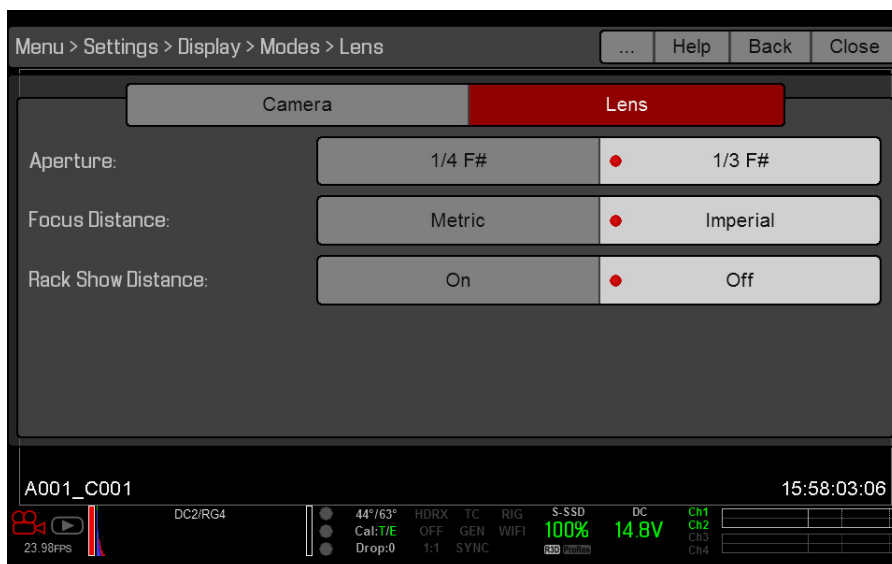 Menu > Settings > Display > Modes > Lens
... Help Back Close
Camera Lens
Aperture: 1/4 F# 1/3 F#
Focus Distance: Metric Imperial
Rack Show Distance: On Off
A001_C001 15:58:03:06
DC2/RG4 44°/63° HDRX TC RIG S-SSD DC Ch1
Cal:T/E OFF GEN WIFI 100% 14.8V Ch2
23.98FPS Drop:0 1:1 SYNC R3D ProRes Ch3
Ch4